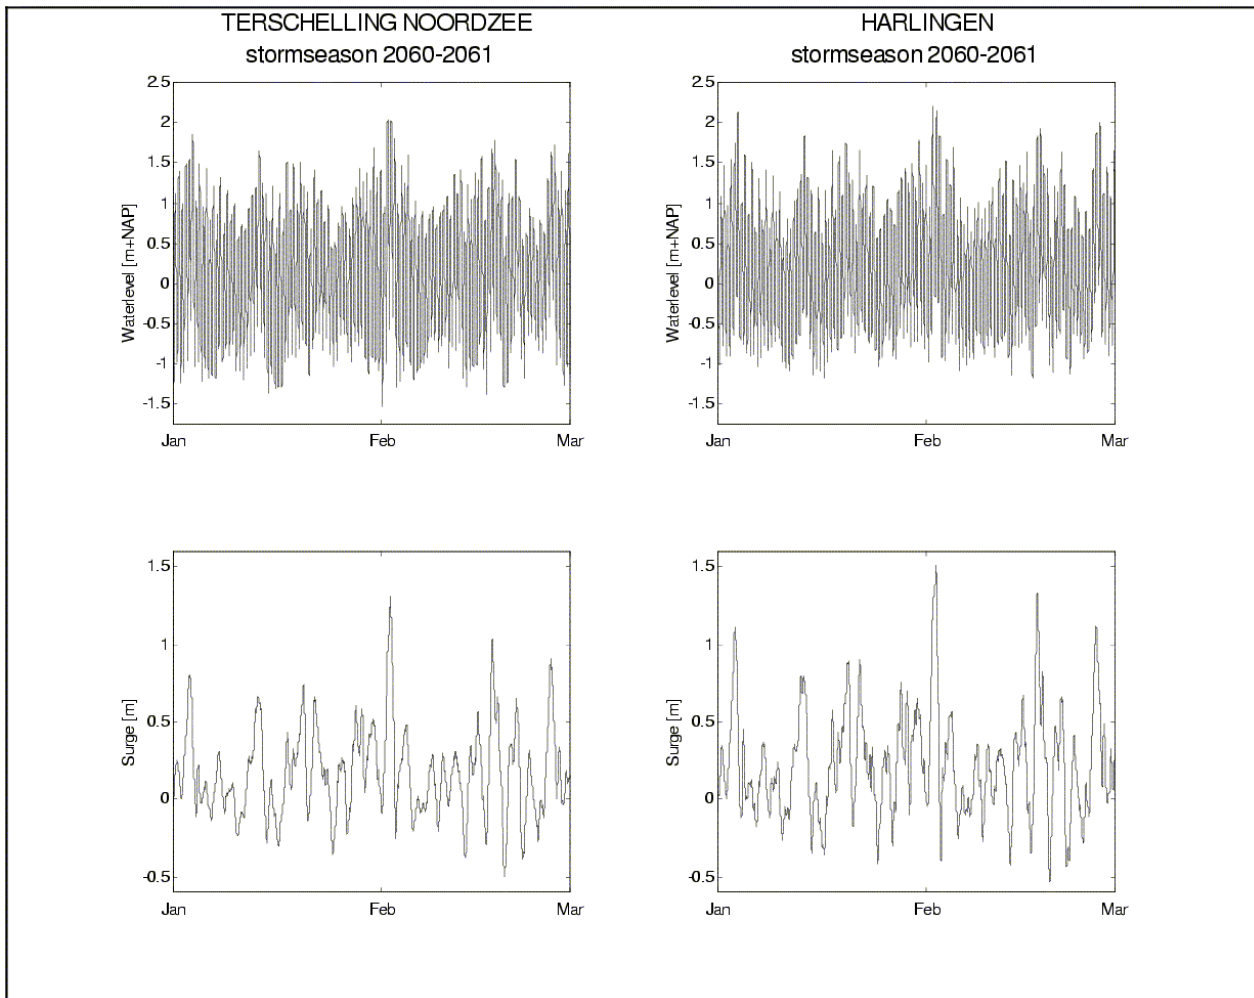 TERSCHELLING NOORDZEE
stormseason 2060-2061
2.5
2
1.5
1
0.5
0
-0.5
-1
-1.5
Waterlevel [m+NAP]
Jan
Feb
Mar
HARLINGEN
stormseason 2060-2061
2.5
2
1.5
1
0.5
0
-0.5
-1
-1.5
Waterlevel [m+NAP]
Jan
Feb
Mar
1.5
1
0.5
0
-0.5
Surge [m]
Jan
Feb
Mar
1.5
1
0.5
0
-0.5
Surge [m]
Jan
Feb
Mar